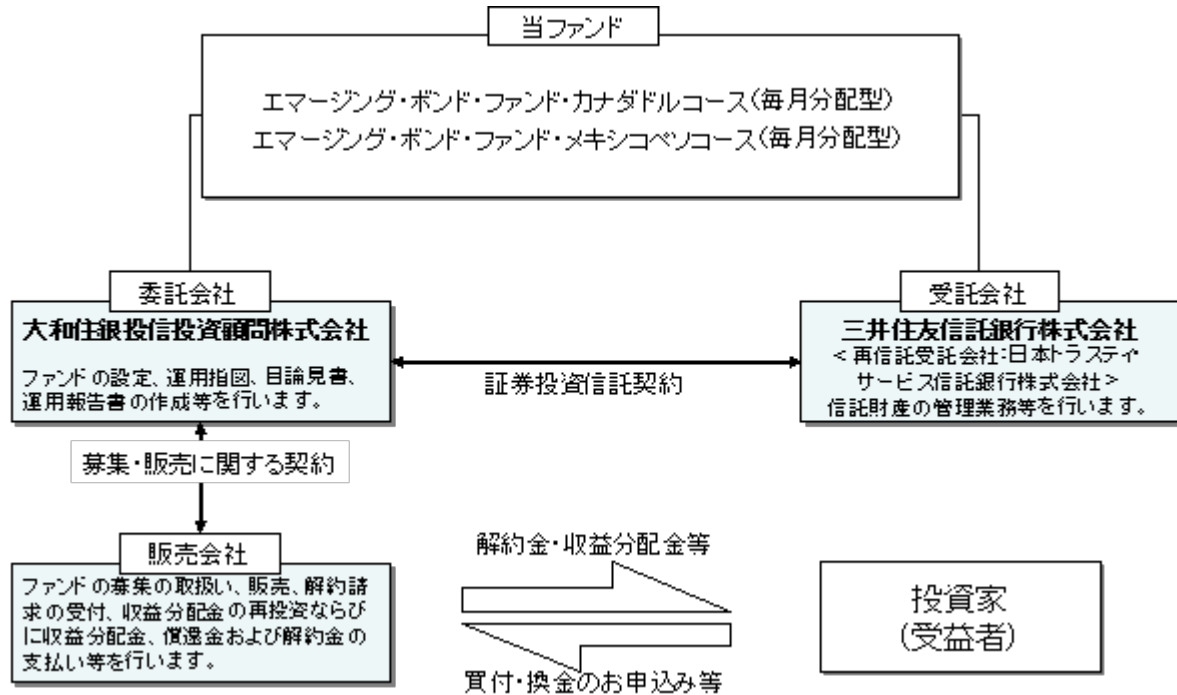 当ファンド
エマージング・ボンド・ファンド・カナダドルコース(毎月分配型)
エマージング・ボンド・ファンド・メキシコペソコース(毎月分配型)
委託会社
大和住銀投信投資顧問株式会社
ファンドの設定、運用指図、目論見書、
運用報告書の作成等を行います。
証券投資信託契約
受託会社
三井住友信託銀行株式会社
<再信託受託会社:日本トラスティ
サービス信託銀行株式会社>
信託財産の管理業務等を行います。
募集・販売に関する契約
販売会社
ファンドの募集の取扱い、販売、解約請
求の受付、収益分配金の再投資ならび
に収益分配金、償還金および解約金の
支払い等を行います。
解約金・収益分配金等
買付・換金のお申込み等
投資家
(受益者)